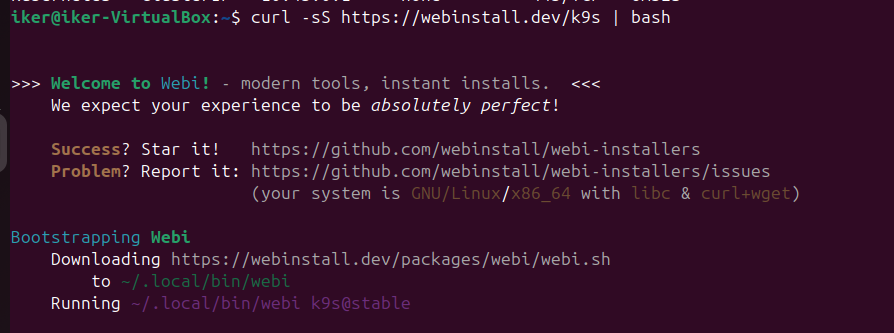 iker@iker-VirtualBox:~$ curl -sS https://webinstall.dev/k9s | bash
>>> Welcome to Webi! - modern tools, instant installs.  <<<
We expect your experience to be absolutely perfect!
Success? Star it!   https://github.com/webinstall/webi-installers
Problem? Report it: https://github.com/webinstall/webi-installers/issues
(your system is GNU/Linux/x86_64 with libc & curl+wget)
Bootstrapping Webi
Downloading https://webinstall.dev/packages/webi/webi.sh
to ~/.local/bin/webi
Running ~/.local/bin/webi k9s@stable